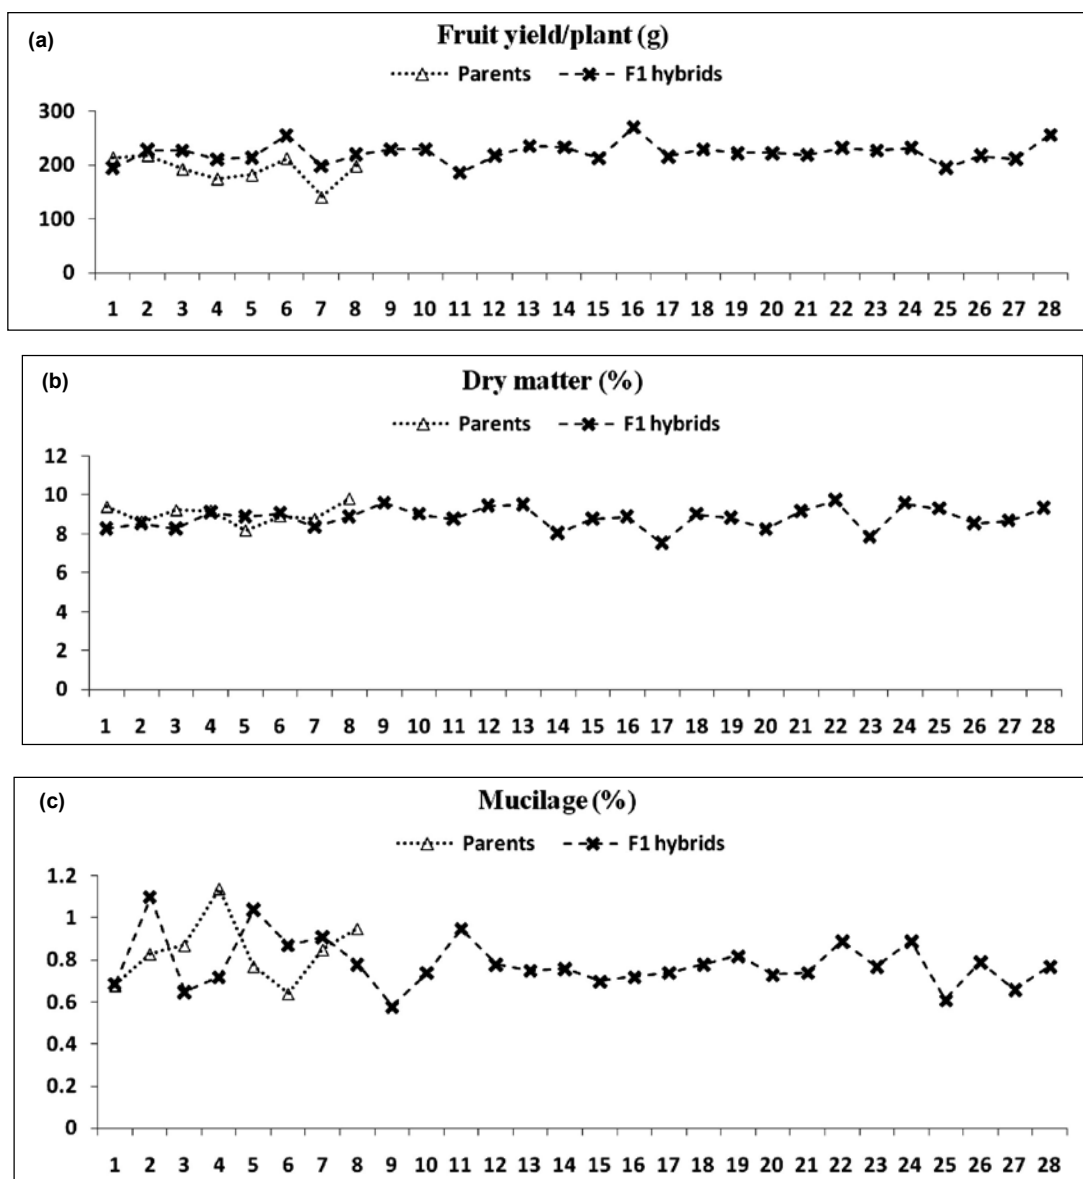 (a)
Fruit yield/plant (g)
Parents F1 hybrids
300
200
100
0
1 2 3 4 5 6 7 8 9 10 11 12 13 14 15 16 17 18 19 20 21 22 23 24 25 26 27 28
(b)
Dry matter (%)
Parents F1 hybrids
12
10
8
6
4
2
0
1 2 3 4 5 6 7 8 9 10 11 12 13 14 15 16 17 18 19 20 21 22 23 24 25 26 27 28
(c)
Mucilage (%)
Parents F1 hybrids
1.2
1
0.8
0.6
0.4
0.2
0
1 2 3 4 5 6 7 8 9 10 11 12 13 14 15 16 17 18 19 20 21 22 23 24 25 26 27 28